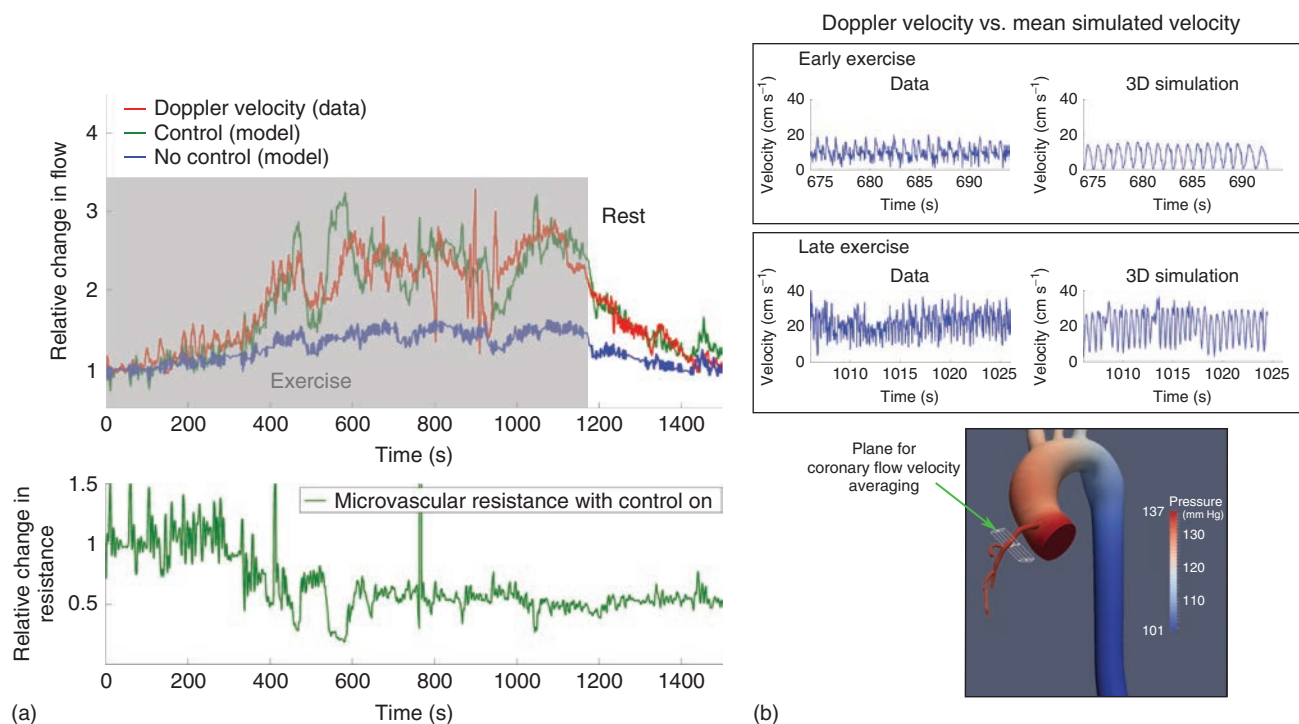 Doppler velocity (data)
Control (model)
No control (model)
4
3
2
1
Relative change in flow
Rest
Exercise
0 200 400 600 800 1000 1200 1400
Time (s)
1.5
1
0.5
Relative change in
resistance
Microvascular resistance with control on
0 200 400 600 800 1000 1200 1400
Time (s)
(a)
Doppler velocity vs. mean simulated velocity
Early exercise
Data
3D simulation
Velocity (cm s⁻¹)
40
20
0
675 680 685 690
Time (s)
Velocity (cm s⁻¹)
40
20
0
675 680 685 690
Time (s)
Late exercise
Data
3D simulation
Velocity (cm s⁻¹)
40
20
0
1010 1015 1020 1025
Time (s)
Velocity (cm s⁻¹)
40
20
0
1010 1015 1020 1025
Time (s)
Plane for
coronary flow velocity
averaging
Pressure
(mm Hg)
137
130
120
110
101
(b)